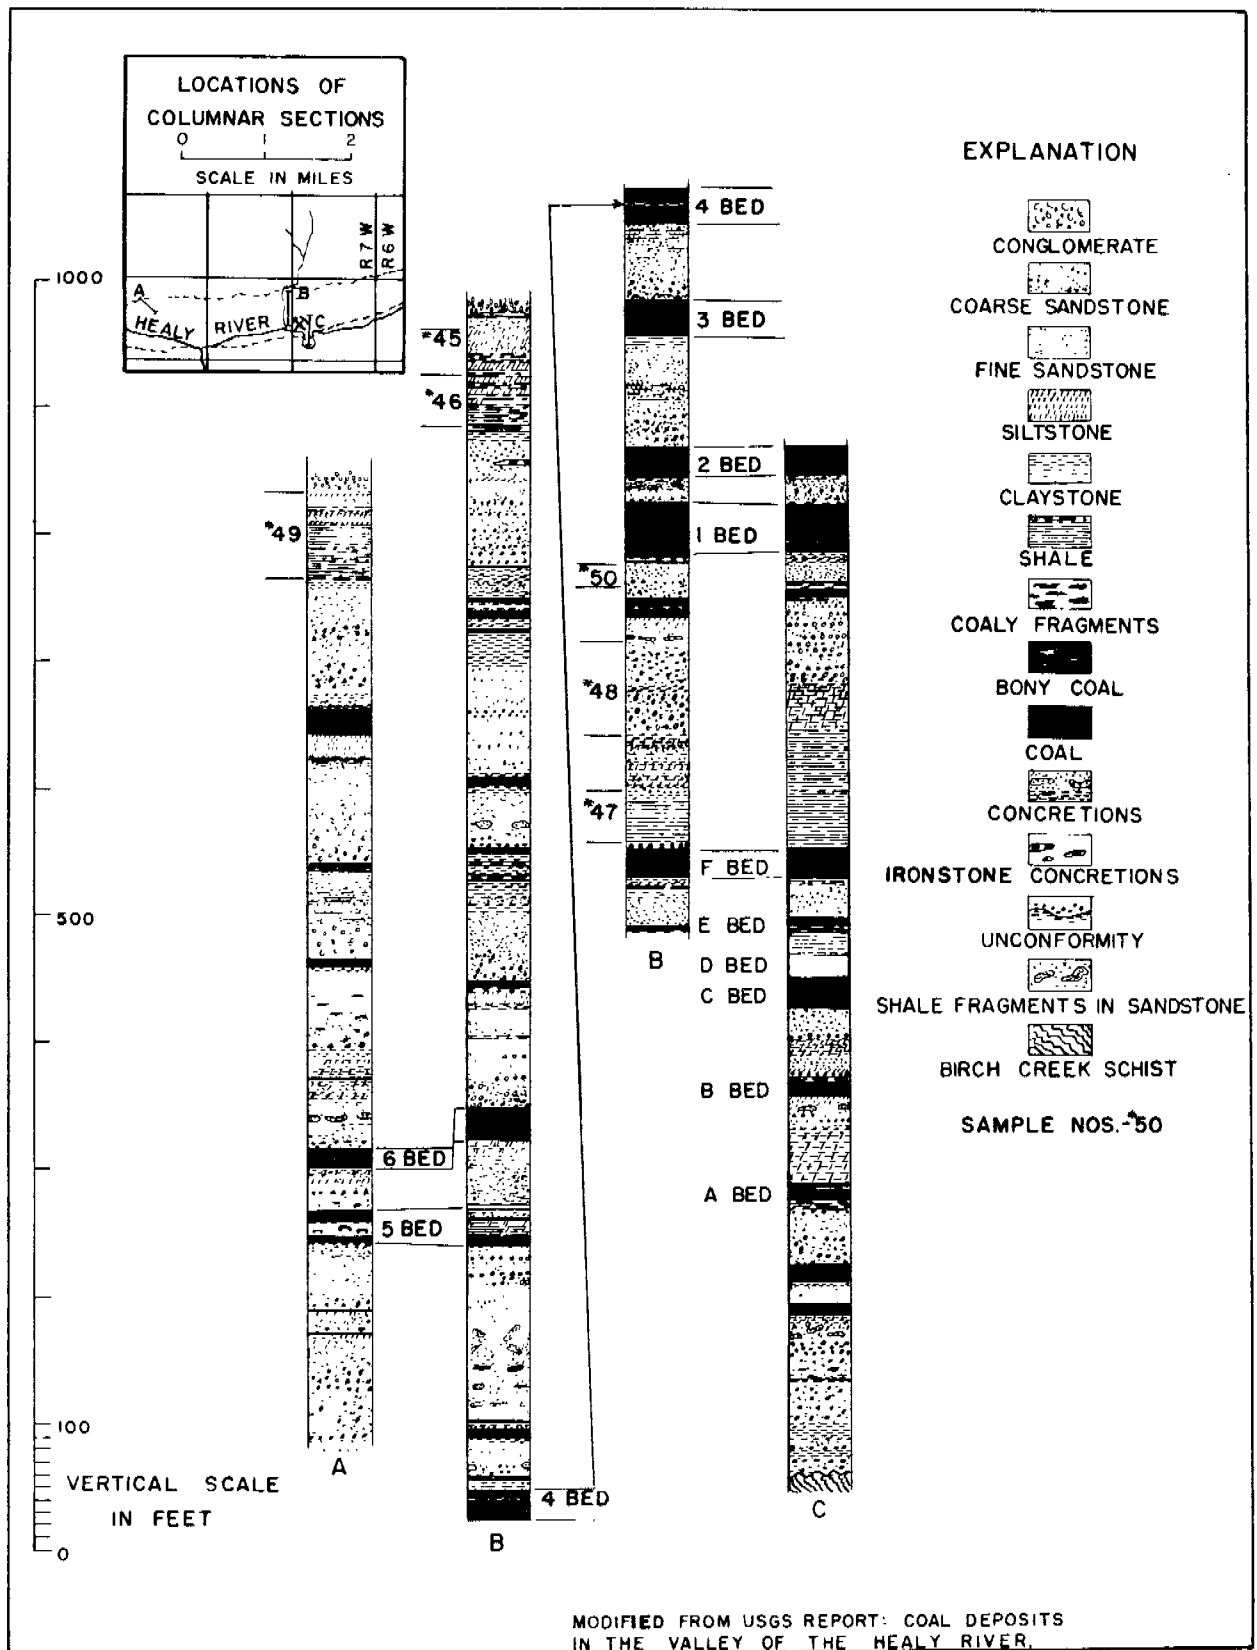 LOCATIONS OF
COLUMNAR SECTIONS
0 1 2
SCALE IN MILES
R7W
R6W
A
B
C
HEALY RIVER
1000
500
100
0
VERTICAL SCALE
IN FEET
*49
6 BED
5 BED
A
*45
*46
4 BED
B
4 BED
3 BED
2 BED
1 BED
*50
*48
*47
F BED
E BED
D BED
C BED
B BED
A BED
B
C
EXPLANATION
CONGLOMERATE
COARSE SANDSTONE
FINE SANDSTONE
SILTSTONE
CLAYSTONE
SHALE
COALY FRAGMENTS
BONY COAL
COAL
CONCRETIONS
IRONSTONE CONCRETIONS
UNCONFORMITY
SHALE FRAGMENTS IN SANDSTONE
BIRCH CREEK SCHIST
SAMPLE NOS.-*50
MODIFIED FROM USGS REPORT: COAL DEPOSITS
IN THE VALLEY OF THE HEALY RIVER,